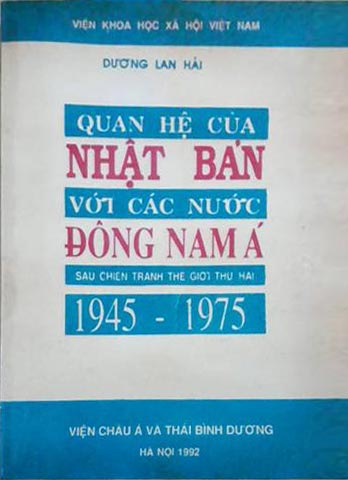 VIỆN KHOA HỌC XÃ HỘI VIỆT NAM
DƯƠNG LAN HẢI
QUAN HỆ CỦA
NHẬT BẢN
VỚI CÁC NƯỚC
ĐÔNG NAM Á
SAU CHIẾN TRANH THẾ GIỚI THỨ HAI
1945 - 1975
VIỆN CHÂU Á VÀ THÁI BÌNH DƯƠNG
HÀ NỘI 1992